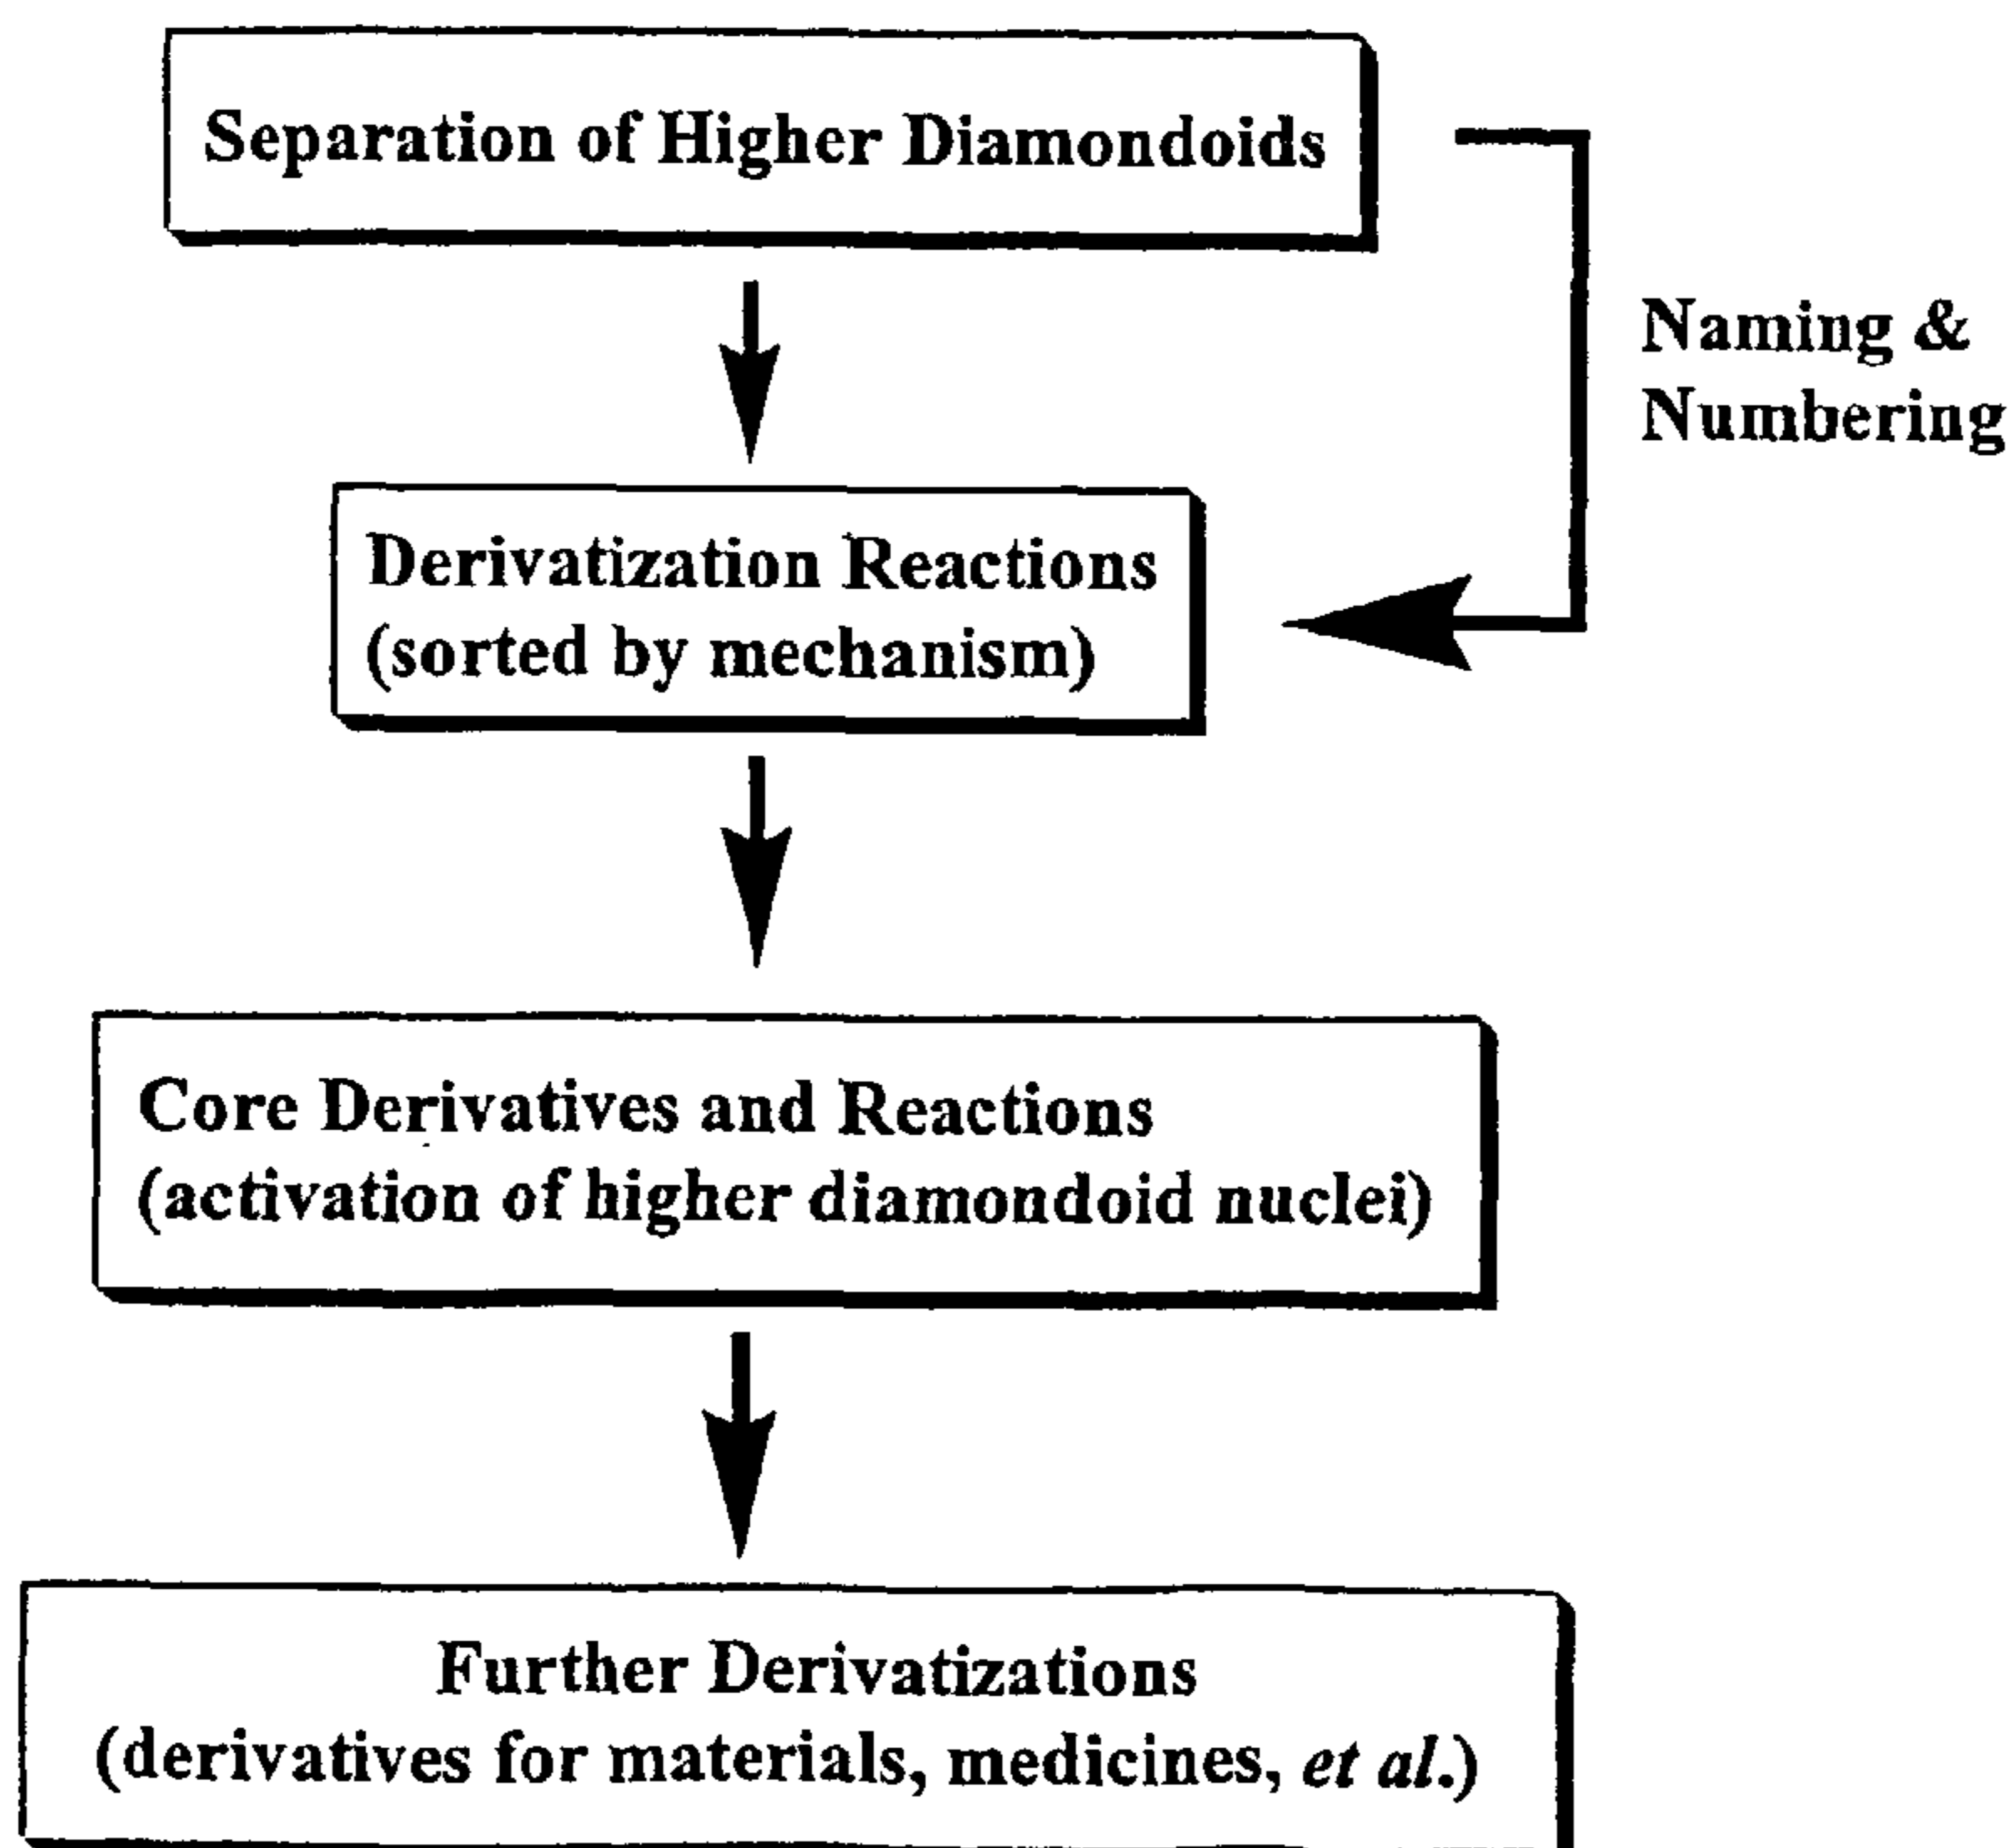 Separation of Higher Diamondoids
Naming &
Numbering
Derivatization Reactions
(sorted by mechanism)
Core Derivatives and Reactions
(activation of higher diamondoid nuclei)
Further Derivatizations
(derivatives for materials, medicines, et al.)